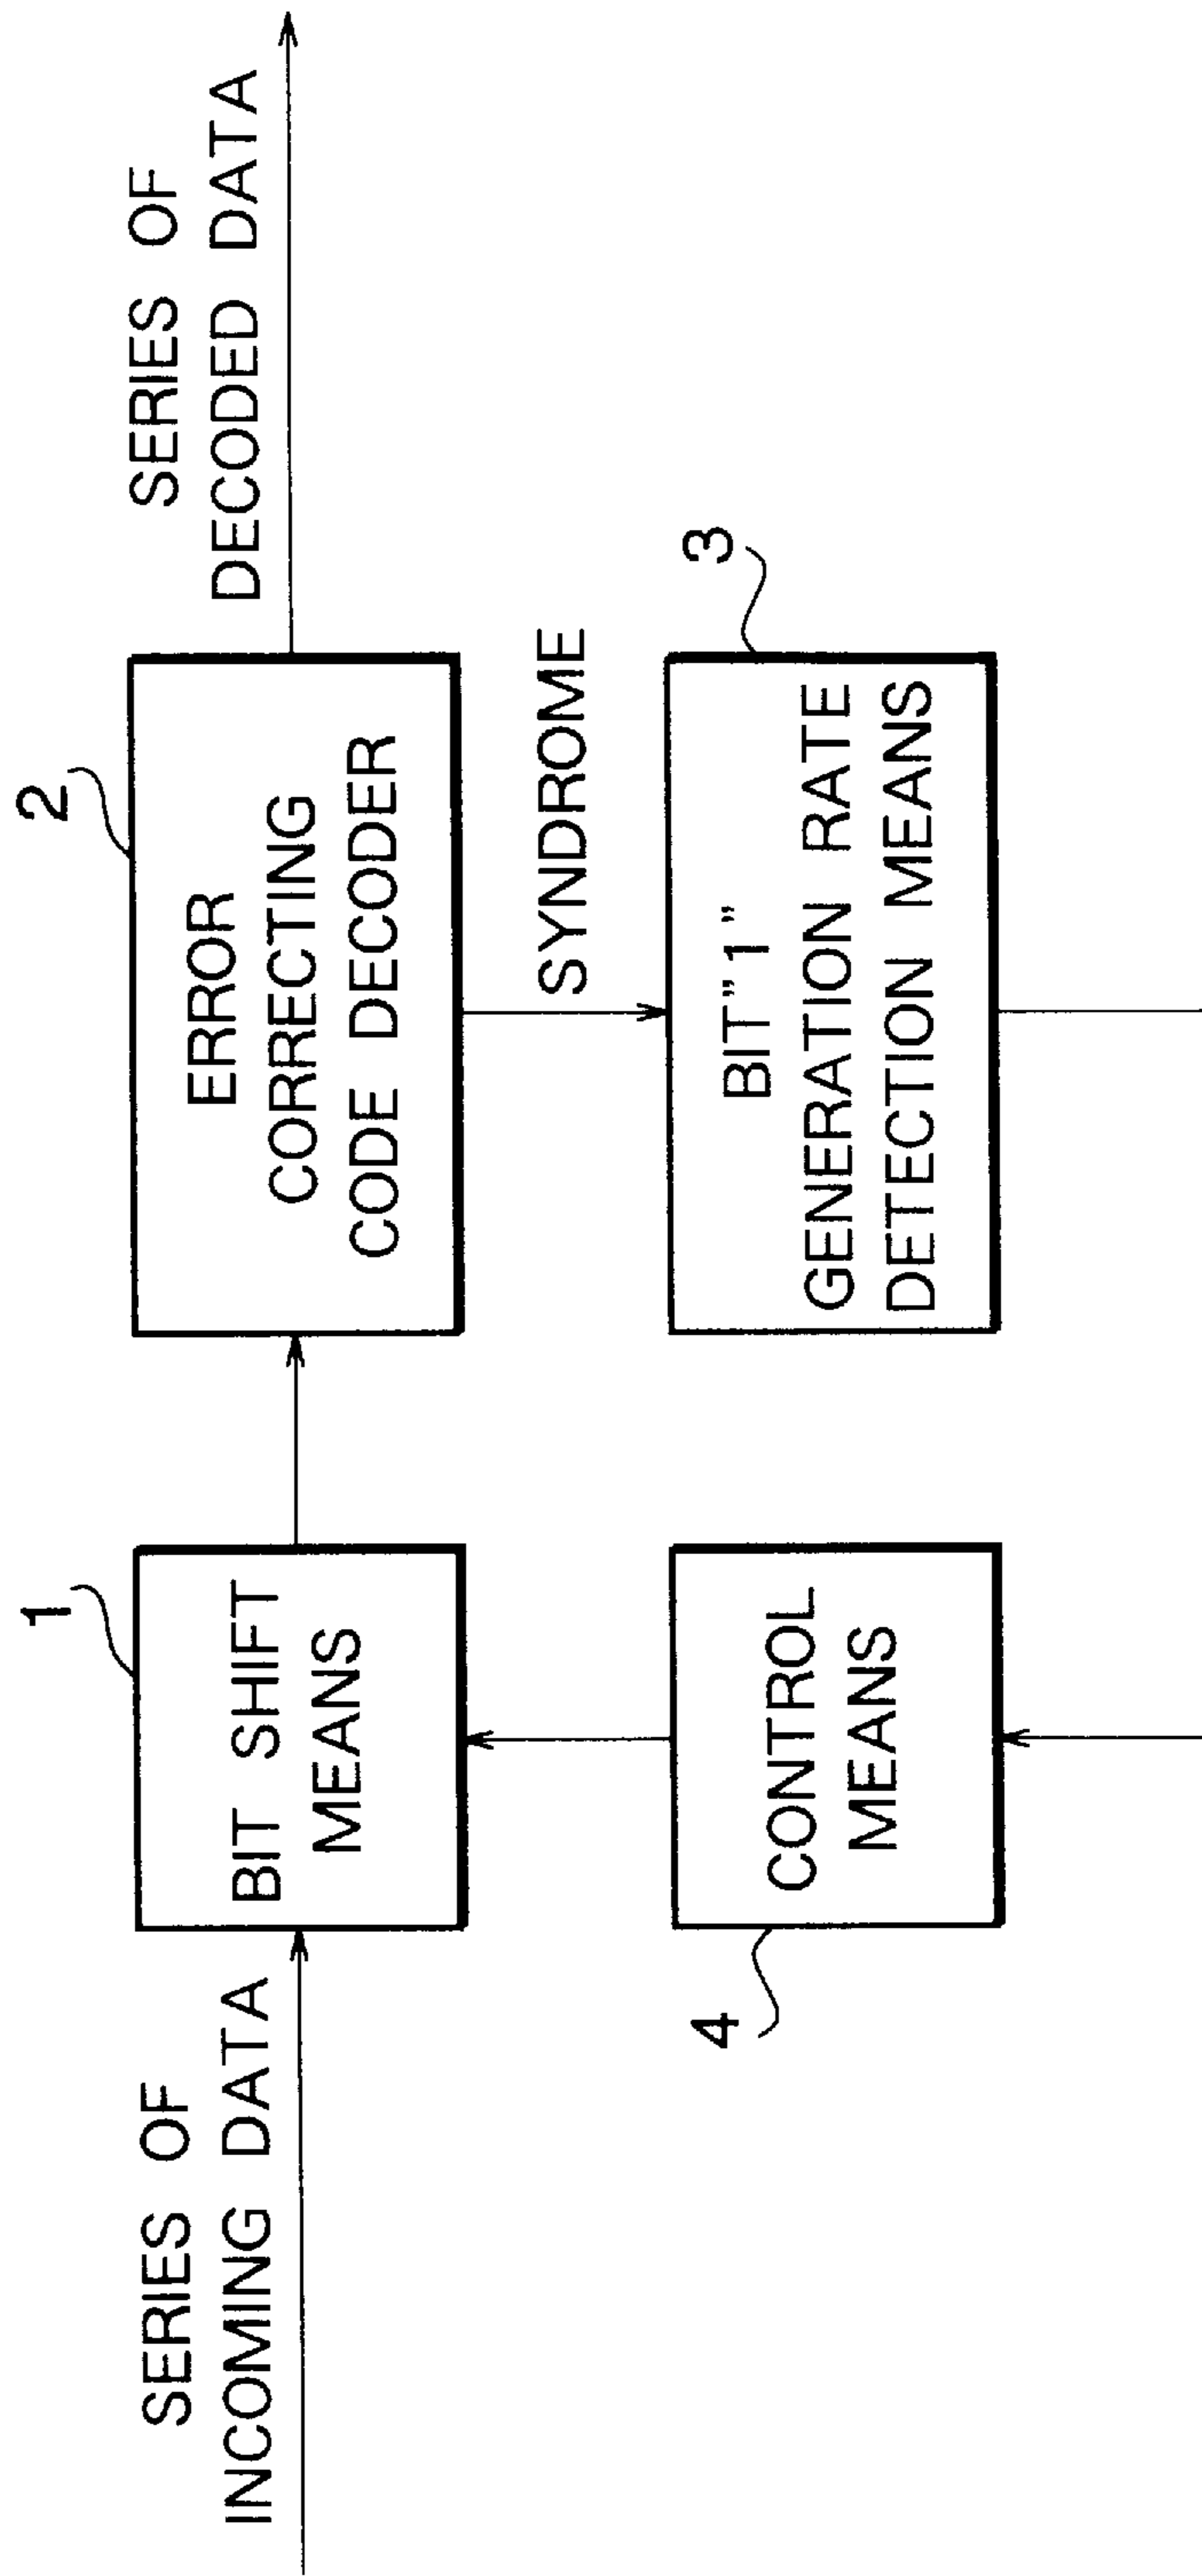 SERIES OF
INCOMING DATA
1
BIT SHIFT
MEANS
2
ERROR
CORRECTING
CODE DECODER
SERIES OF
DECODED DATA
SYNDROME
3
BIT"1"
GENERATION RATE
DETECTION MEANS
4
CONTROL
MEANS